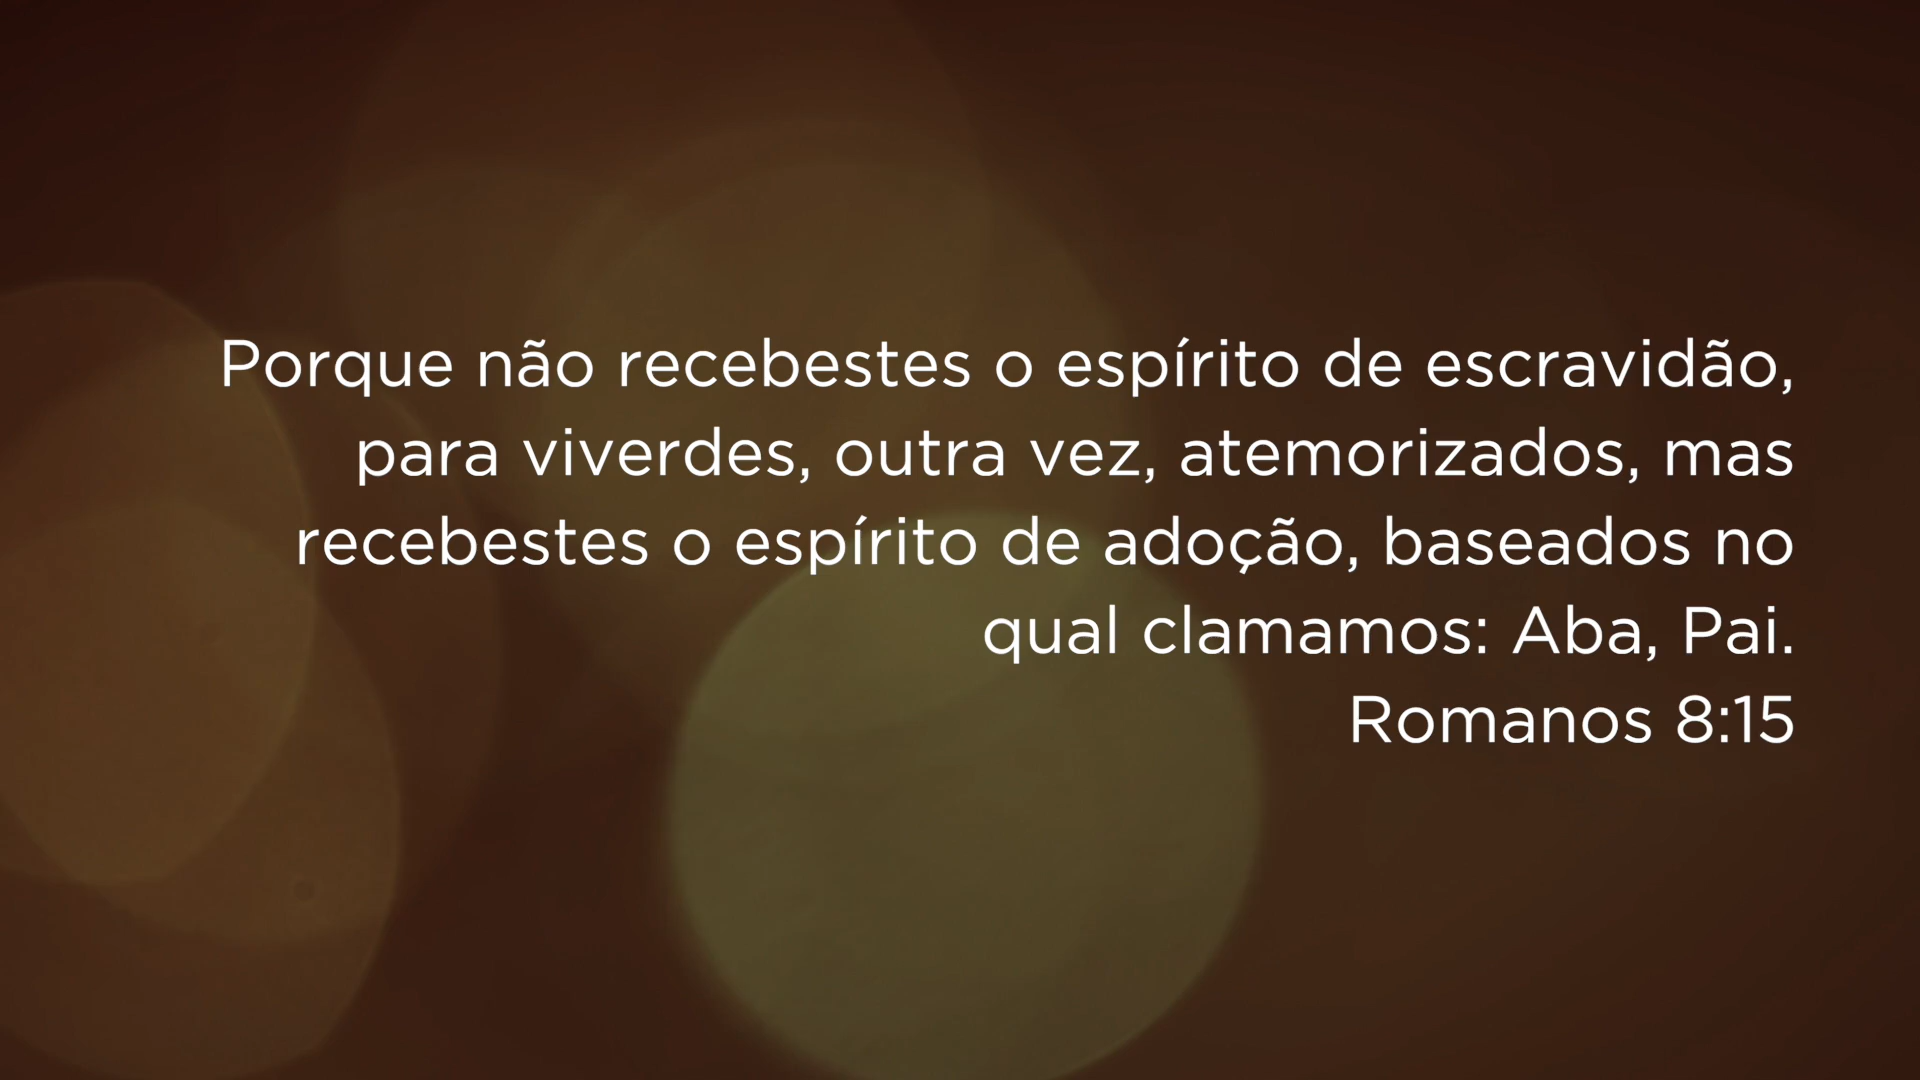 Porque não recebestes o espírito de escravidão,
para viverdes, outra vez, atemorizados, mas
recebestes o espírito de adoção, baseados no
qual clamamos: Aba, Pai.
Romanos 8:15